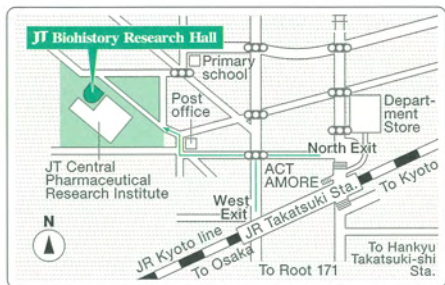 JT Biohistory Research Hall
Primary
school
Post
office
Depart-
ment
Store
North Exit
JT Central
Pharmaceutical
Research Institute
ACT
AMORE
West
Exit
JR Takatsuki Sta.
To Kyoto
N
JR Kyoto line
To Osaka
To Root 171
To Hankyu
Takatsuki-shi
Sta.